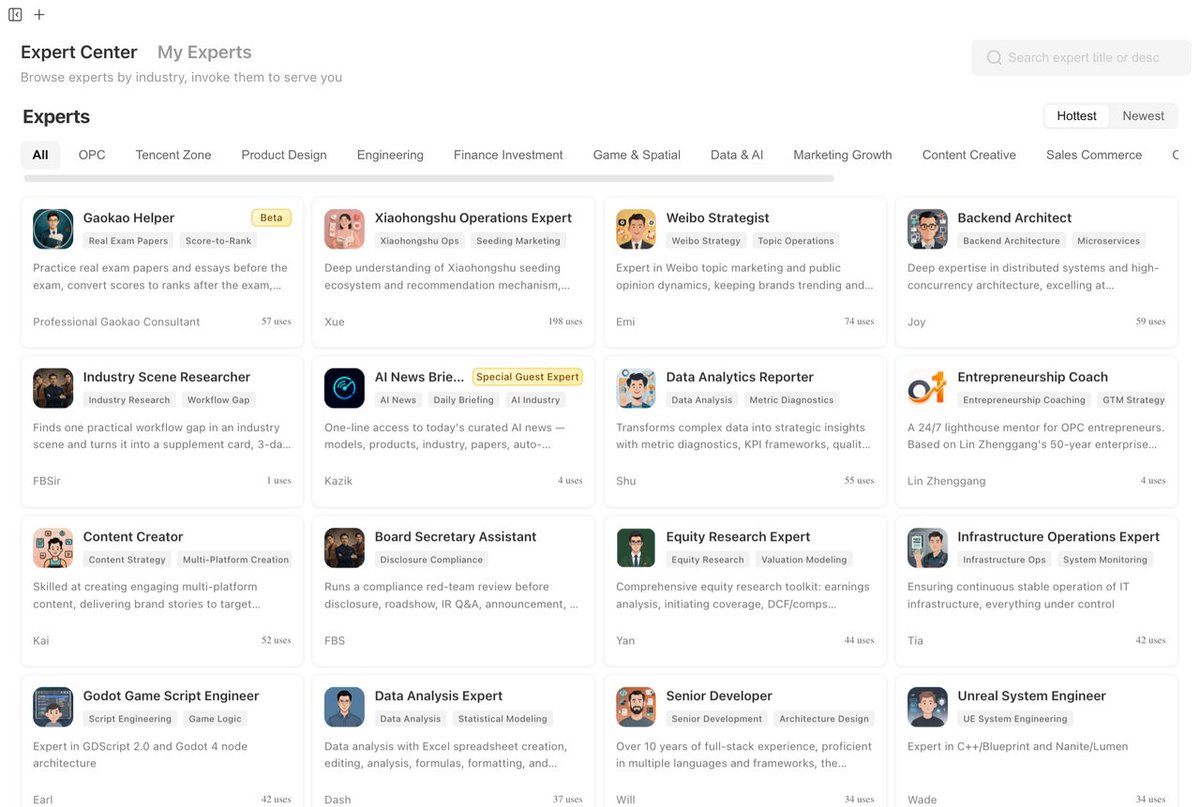 Expert Center My Experts
Browse experts by industry, invoke them to serve you
Search expert title or desc
Experts
Hottest Newest
All OPC Tencent Zone Product Design Engineering Finance Investment Game & Spatial Data & AI Marketing Growth Content Creative Sales Commerce
Gaokao Helper Beta
Real Exam Papers Score-to-Rank
Practice real exam papers and essays before the
exam, convert scores to ranks after the exam,...
Professional Gaokao Consultant 57 uses
Xiaohongshu Operations Expert
Xiaohongshu Ops Seeding Marketing
Deep understanding of Xiaohongshu seeding
ecosystem and recommendation mechanism,...
Xue 198 uses
Weibo Strategist
Weibo Strategy Topic Operations
Expert in Weibo topic marketing and public
opinion dynamics, keeping brands trending and...
Emi 74 uses
Backend Architect
Backend Architecture Microservices
Deep expertise in distributed systems and high-
concurrency architecture, excelling at...
Joy 59 uses
Industry Scene Researcher
Industry Research Workflow Gap
Finds one practical workflow gap in an industry
scene and turns it into a supplement card, 3-da...
FBSir 1 uses
AI News Brie... Special Guest Expert
AI News Daily Briefing AI Industry
One-line access to today's curated AI news —
models, products, industry, papers, auto-...
Kazik 4 uses
Data Analytics Reporter
Data Analysis Metric Diagnostics
Transforms complex data into strategic insights
with metric diagnostics, KPI frameworks, qualit...
Shu 55 uses
Entrepreneurship Coach
Entrepreneurship Coaching GTM Strategy
A 24/7 lighthouse mentor for OPC entrepreneurs.
Based on Lin Zhenggang's 50-year enterprise...
Lin Zhenggang 4 uses
Content Creator
Content Strategy Multi-Platform Creation
Skilled at creating engaging multi-platform
content, delivering brand stories to target...
Kai 52 uses
Board Secretary Assistant
Disclosure Compliance
Runs a compliance red-team review before
disclosure, roadshow, IR Q&A, announcement, ...
FBS
Equity Research Expert
Equity Research Valuation Modeling
Comprehensive equity research toolkit: earnings
analysis, initiating coverage, DCF/comps...
Yan 44 uses
Infrastructure Operations Expert
Infrastructure Ops System Monitoring
Ensuring continuous stable operation of IT
infrastructure, everything under control
Tia 42 uses
Godot Game Script Engineer
Script Engineering Game Logic
Expert in GDScript 2.0 and Godot 4 node
architecture
Earl 42 uses
Data Analysis Expert
Data Analysis Statistical Modeling
Data analysis with Excel spreadsheet creation,
editing, analysis, formulas, formatting, and...
Dash 37 uses
Senior Developer
Senior Development Architecture Design
Over 10 years of full-stack experience, proficient
in multiple languages and frameworks, the...
Will 34 uses
Unreal System Engineer
UE System Engineering
Expert in C++/Blueprint and Nanite/Lumen
Wade 34 uses